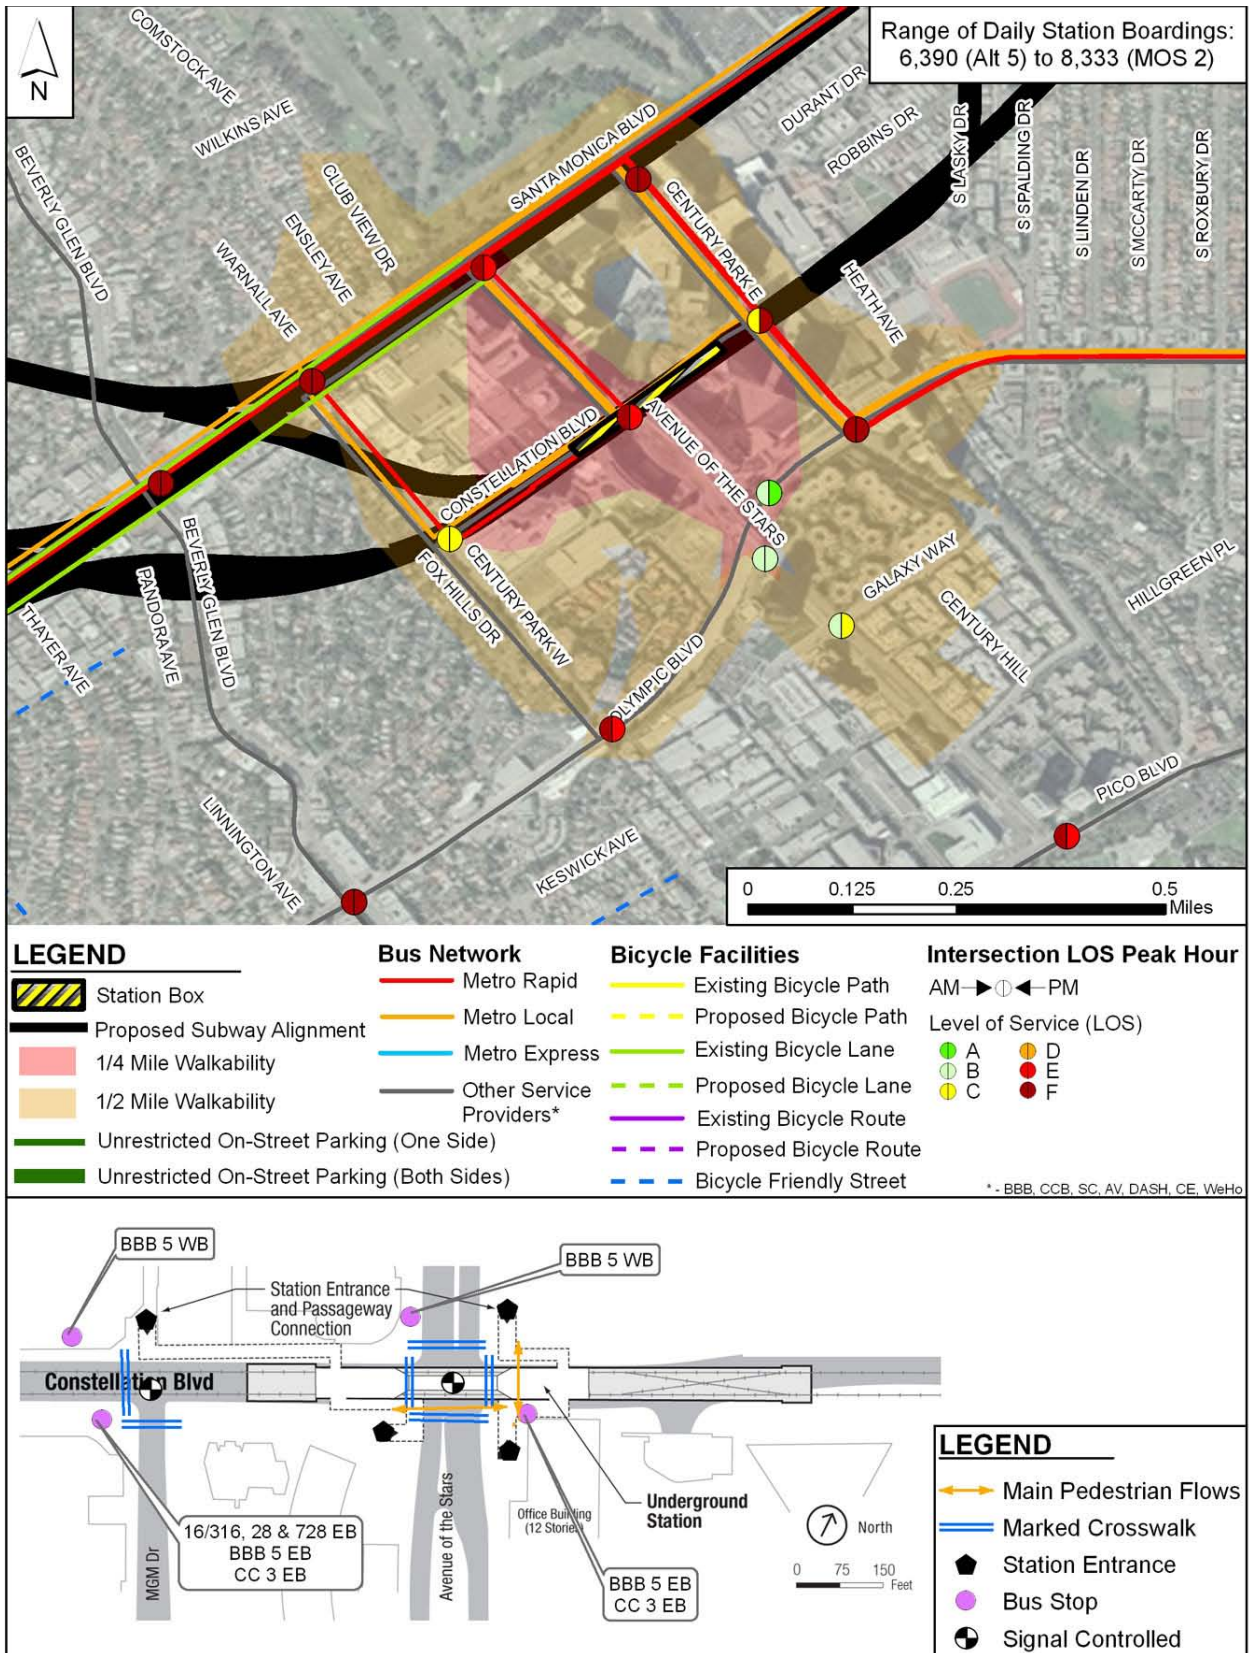 Range of Daily Station Boardings:
6,390 (Alt 5) to 8,333 (MOS 2)
N
COMSTOCK AVE
WILKINS AVE
BEVERLY GLEN BLVD
CLUB VIEW DR
ENSLEY AVE
WARNALL AVE
SANTA MONICA BLVD
DURANT DR
ROBBINS DR
S LASKY DR
S SPALDING DR
S LINDEN DR
S MCCARTY DR
S ROXBURY DR
CENTURY PARK E
HEATH AVE
CONSTELLATION BLVD
AVENUE OF THE STARS
FOX HILLS DR
CENTURY PARK W
GALAXY WAY
CENTURY HILL
HILLGREEN PL
THAYER AVE
PANDORA AVE
BEVERLY GLEN BLVD
OLYMPIC BLVD
PICO BLVD
LINNINGTON AVE
KESWICK AVE
0 0.125 0.25 0.5
Miles
LEGEND
Station Box
Proposed Subway Alignment
1/4 Mile Walkability
1/2 Mile Walkability
Unrestricted On-Street Parking (One Side)
Unrestricted On-Street Parking (Both Sides)
Bus Network
Metro Rapid
Metro Local
Metro Express
Other Service
Providers*
Bicycle Facilities
Existing Bicycle Path
Proposed Bicycle Path
Existing Bicycle Lane
Proposed Bicycle Lane
Existing Bicycle Route
Proposed Bicycle Route
Bicycle Friendly Street
Intersection LOS Peak Hour
AM PM
Level of Service (LOS)
A D
B E
C F
* - BBB, CCB, SC, AV, DASH, CE, WeHo
BBB 5 WB
BBB 5 WB
Station Entrance
and Passageway
Connection
Constellation Blvd
16/316, 28 & 728 EB
BBB 5 EB
CC 3 EB
MGM Dr
Avenue of the Stars
Office Building
(12 Stories)
Underground
Station
BBB 5 EB
CC 3 EB
North
0 75 150
Feet
LEGEND
Main Pedestrian Flows
Marked Crosswalk
Station Entrance
Bus Stop
Signal Controlled